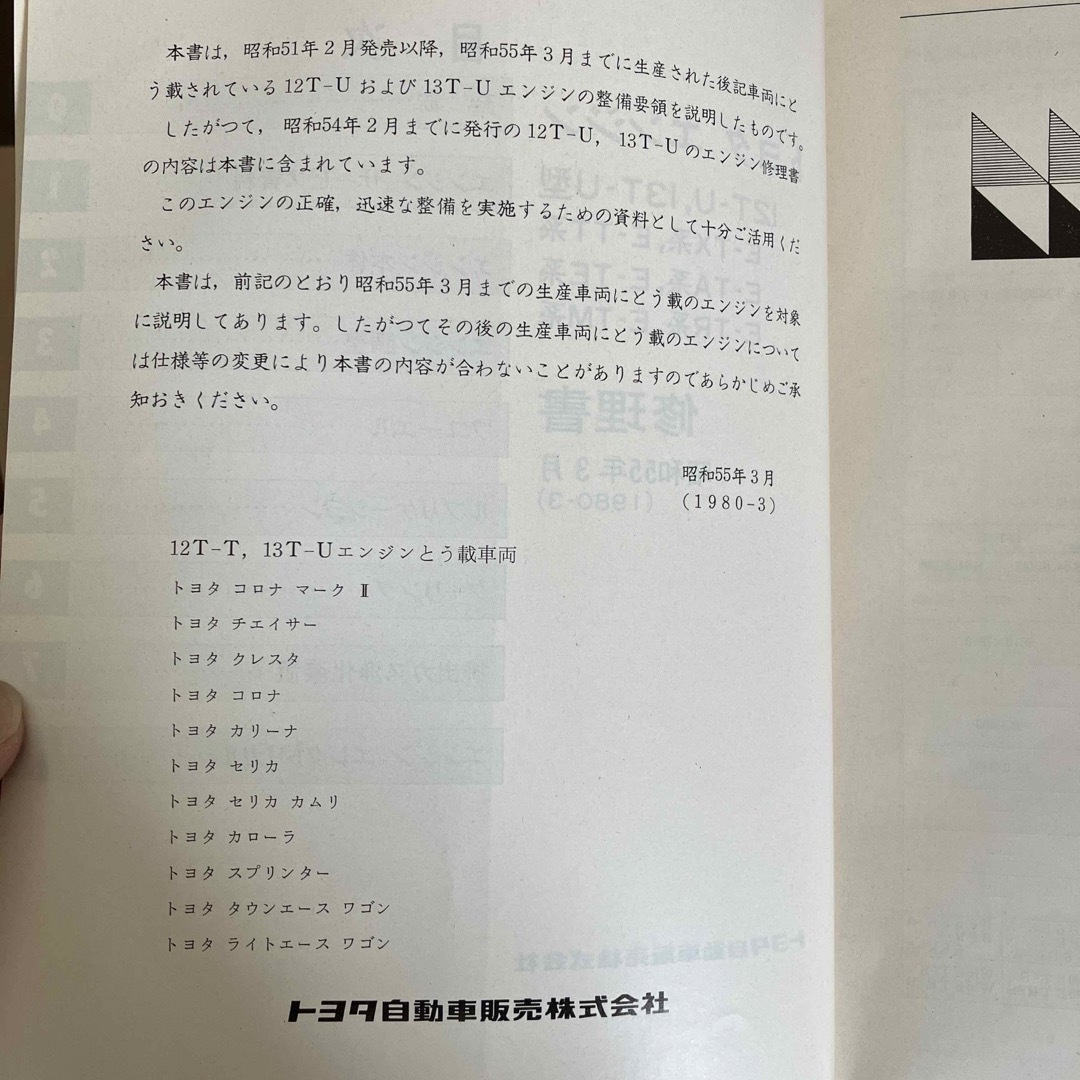 本書は，昭和51年2月発売以降，昭和55年3月までに生産された後記車両にと
う載されている12T-Uおよび13T-Uエンジンの整備要領を説明したものです。
したがつて，昭和54年2月までに発行の12T-U，13T-Uのエンジン修理書
の内容は本書に含まれています。
このエンジンの正確，迅速な整備を実施するための資料として十分ご活用くだ
さい。
本書は，前記のとおり昭和55年3月までの生産車両にとう載のエンジンを対象
に説明してあります。したがつてその後の生産車両にとう載のエンジンについて
は仕様等の変更により本書の内容が合わないことがありますのであらかじめご承
知おきください。
昭和55年3月
(1980-3)
12T-T，13T-Uエンジンとう載車両
トヨタ コロナ マーク Ⅱ
トヨタ チエイサー
トヨタ クレスタ
トヨタ コロナ
トヨタ カリーナ
トヨタ セリカ
トヨタ セリカ カムリ
トヨタ カローラ
トヨタ スプリンター
トヨタ タウンエース ワゴン
トヨタ ライトエース ワゴン
トヨタ自動車販売株式会社